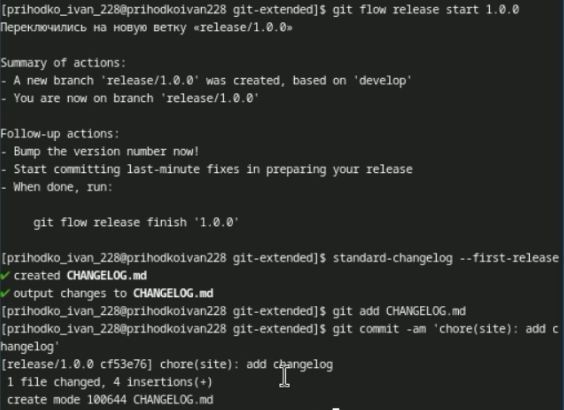 [prihodko_ivan_228@prihodkoivan228 git-extended]$ git flow release start 1.0.0
Переключились на новую ветку «release/1.0.0»
Summary of actions:
- A new branch 'release/1.0.0' was created, based on 'develop'
- You are now on branch 'release/1.0.0'
Follow-up actions:
- Bump the version number now!
- Start committing last-minute fixes in preparing your release
- When done, run:
git flow release finish '1.0.0'
[prihodko_ivan_228@prihodkoivan228 git-extended]$ standard-changelog --first-release
✔ created CHANGELOG.md
✔ output changes to CHANGELOG.md
[prihodko_ivan_228@prihodkoivan228 git-extended]$ git add CHANGELOG.md
[prihodko_ivan_228@prihodkoivan228 git-extended]$ git commit -am 'chore(site): add c
hangelog'
[release/1.0.0 cf53e76] chore(site): add changelog
1 file changed, 4 insertions(+)
create mode 100644 CHANGELOG.md